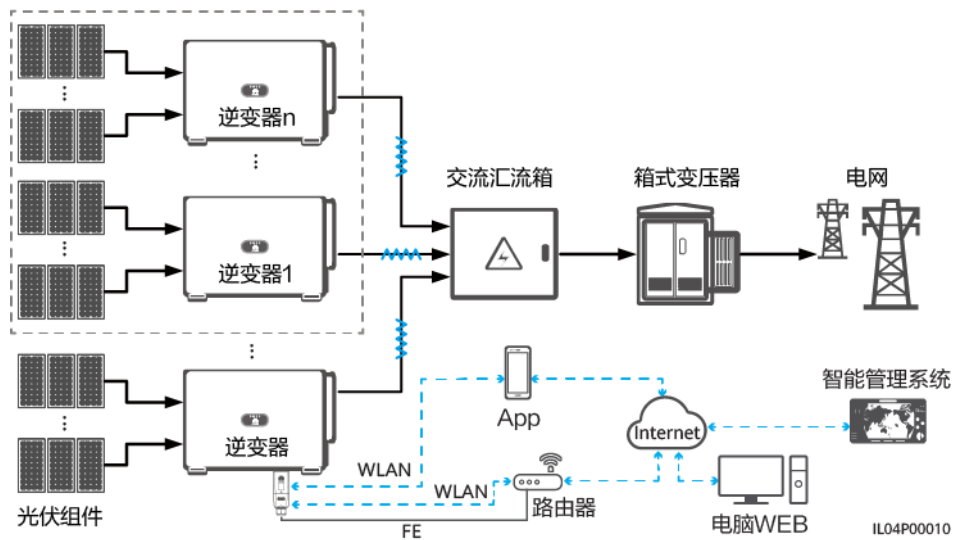 逆变器n
交流汇流箱
箱式变压器
电网
逆变器1
智能管理系统
App
逆变器
Internet
WLAN
WLAN
光伏组件
路由器
电脑WEB
FE
IL04P00010